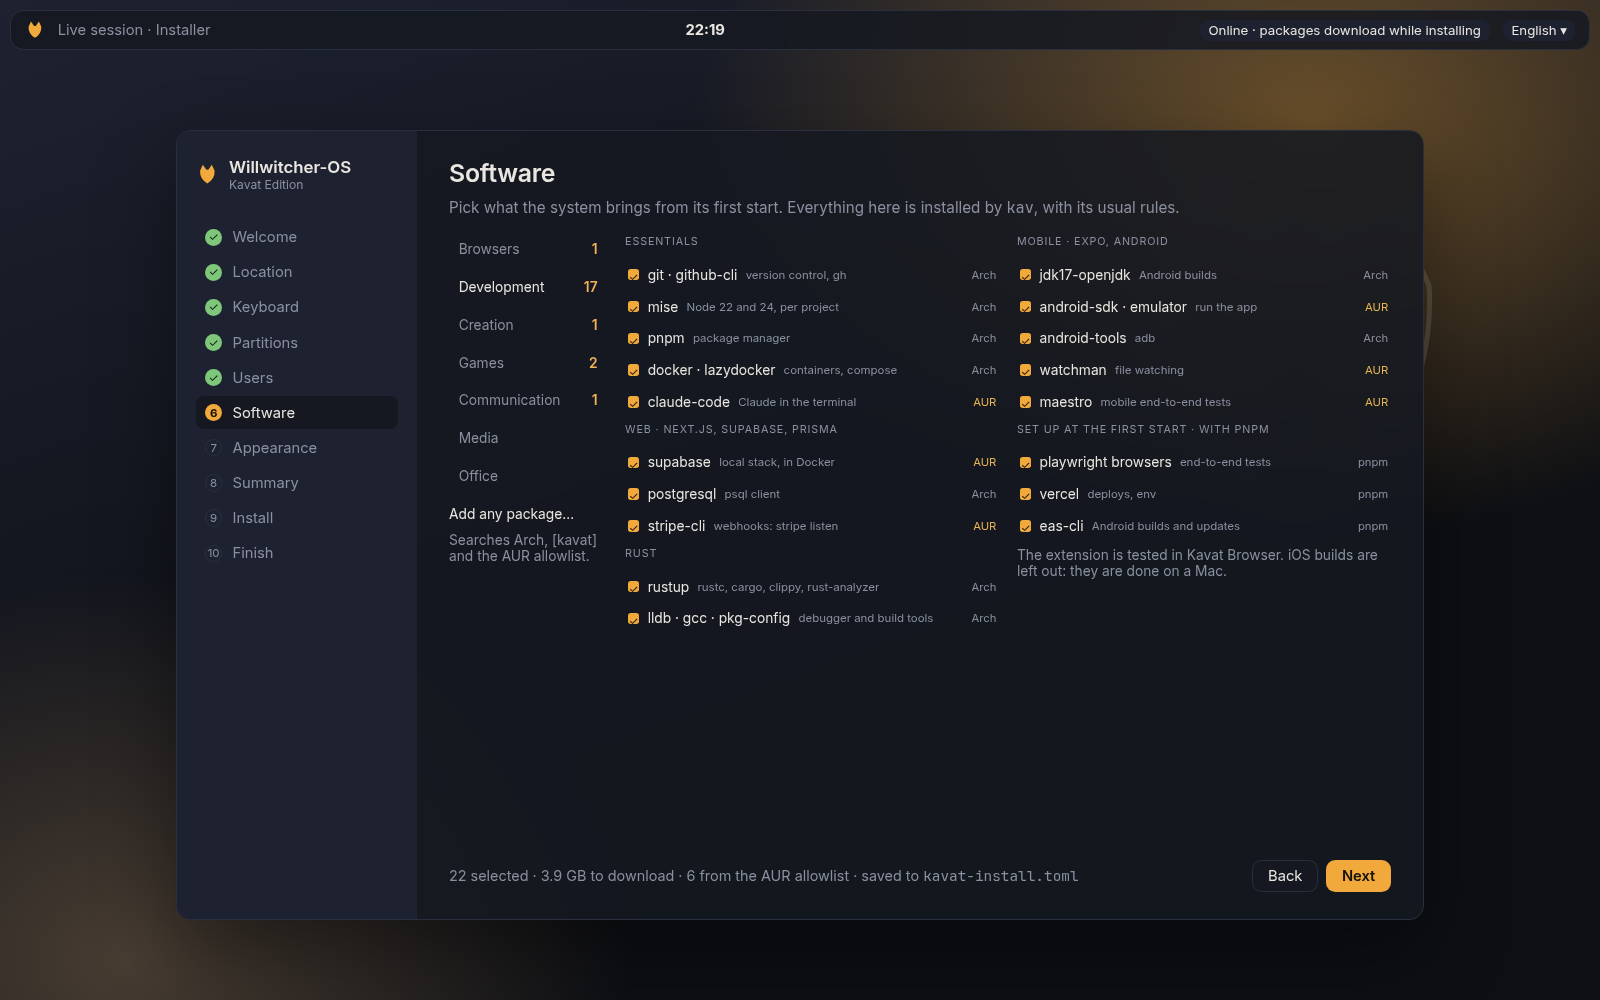 Live session · Installer
22:19
Online · packages download while installing
English ▾
Willwitcher-OS
Kavat Edition
Welcome
Location
Keyboard
Partitions
Users
6 Software
7 Appearance
8 Summary
9 Install
10 Finish
Software
Pick what the system brings from its first start. Everything here is installed by kav, with its usual rules.
Browsers 1
Development 17
Creation 1
Games 2
Communication 1
Media
Office
Add any package...
Searches Arch, [kavat]
and the AUR allowlist.
ESSENTIALS
git · github-cli version control, gh Arch
mise Node 22 and 24, per project Arch
pnpm package manager Arch
docker · lazydocker containers, compose Arch
claude-code Claude in the terminal AUR
WEB · NEXT.JS, SUPABASE, PRISMA
supabase local stack, in Docker AUR
postgresql psql client Arch
stripe-cli webhooks: stripe listen AUR
RUST
rustup rustc, cargo, clippy, rust-analyzer Arch
lldb · gcc · pkg-config debugger and build tools Arch
MOBILE · EXPO, ANDROID
jdk17-openjdk Android builds Arch
android-sdk · emulator run the app AUR
android-tools adb Arch
watchman file watching AUR
maestro mobile end-to-end tests AUR
SET UP AT THE FIRST START · WITH PNPM
playwright browsers end-to-end tests pnpm
vercel deploys, env pnpm
eas-cli Android builds and updates pnpm
The extension is tested in Kavat Browser. iOS builds are
left out: they are done on a Mac.
22 selected · 3.9 GB to download · 6 from the AUR allowlist · saved to kavat-install.toml
Back
Next